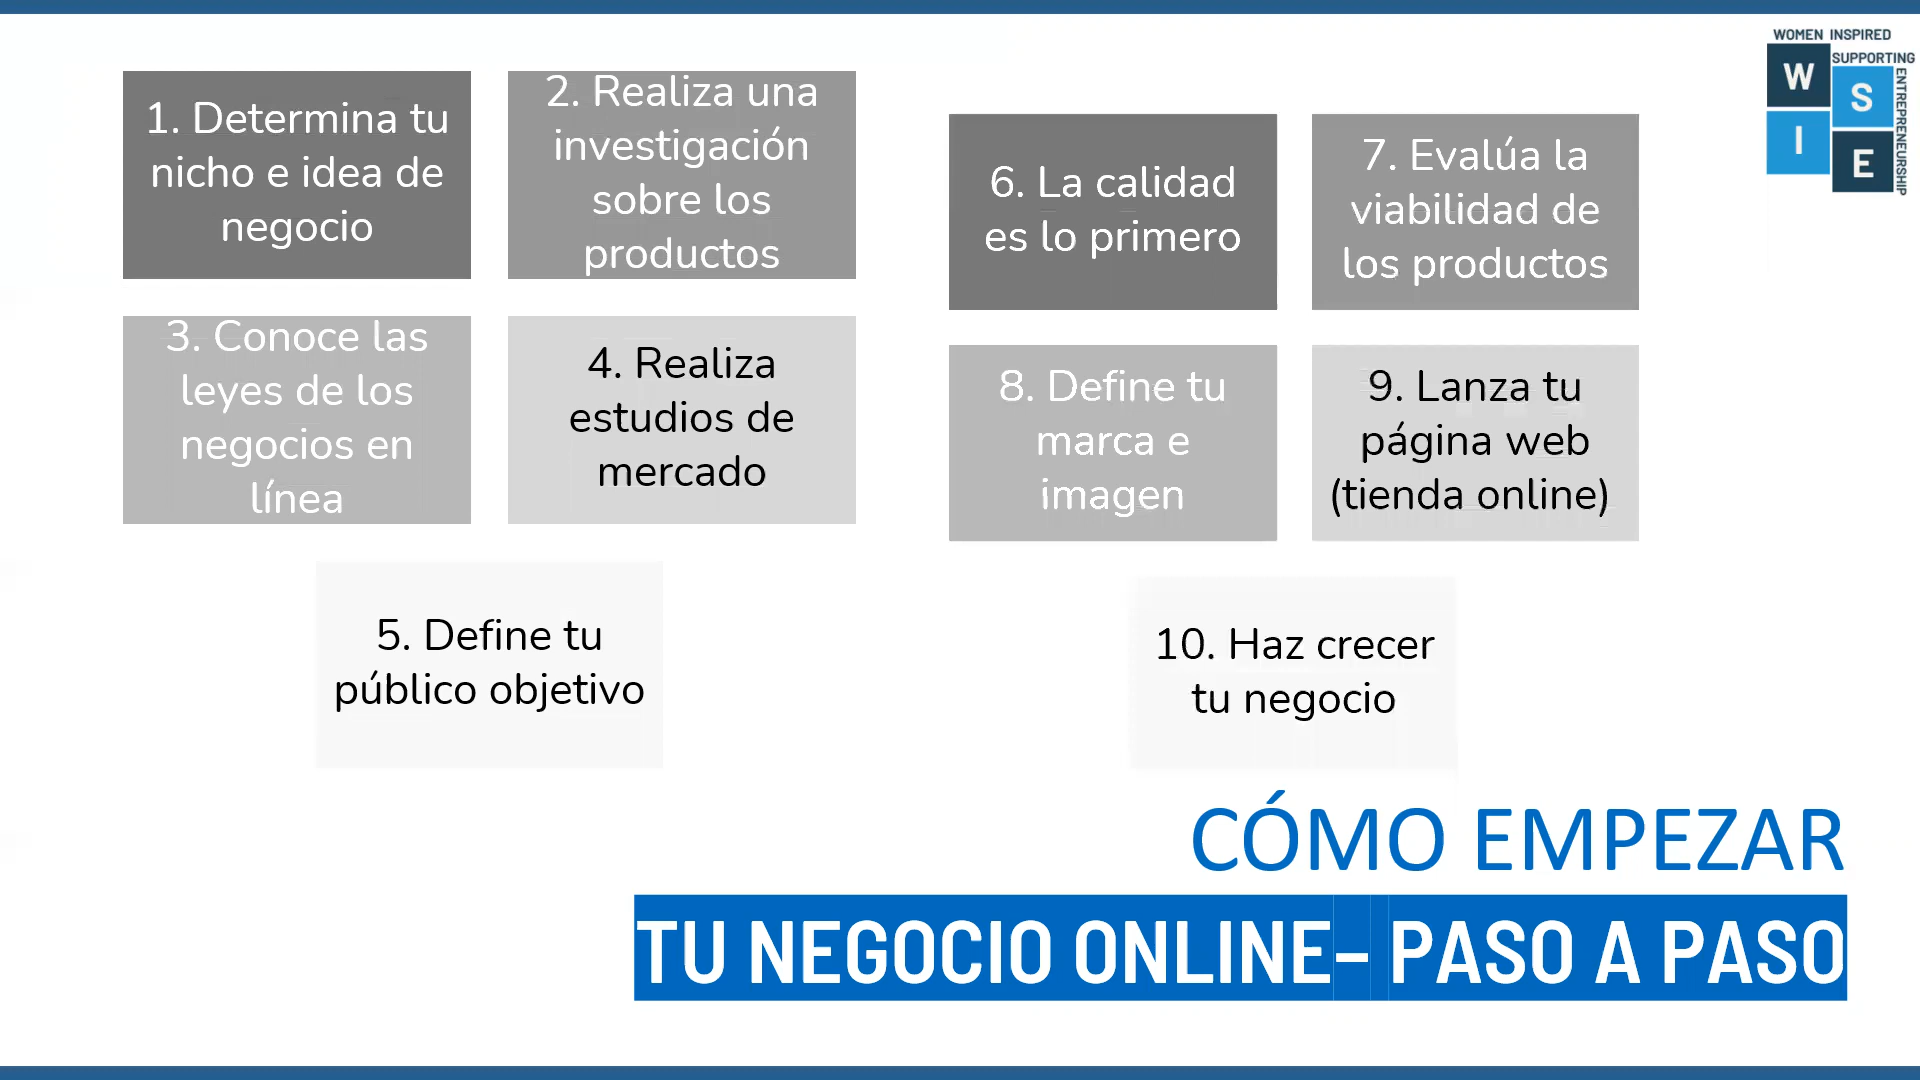 1. Determina tu
nicho e idea de
negocio
2. Realiza una
investigación
sobre los
productos
3. Conoce las
leyes de los
negocios en
línea
4. Realiza
estudios de
mercado
5. Define tu
público objetivo
6. La calidad
es lo primero
7. Evalúa la
viabilidad de
los productos
8. Define tu
marca e
imagen
9. Lanza tu
página web
(tienda online)
10. Haz crecer
tu negocio
CÓMO EMPEZAR
TU NEGOCIO ONLINE– PASO A PASO
WOMEN INSPIRED
SUPPORTING
ENTREPRENEURSHIP
W
S
I
E